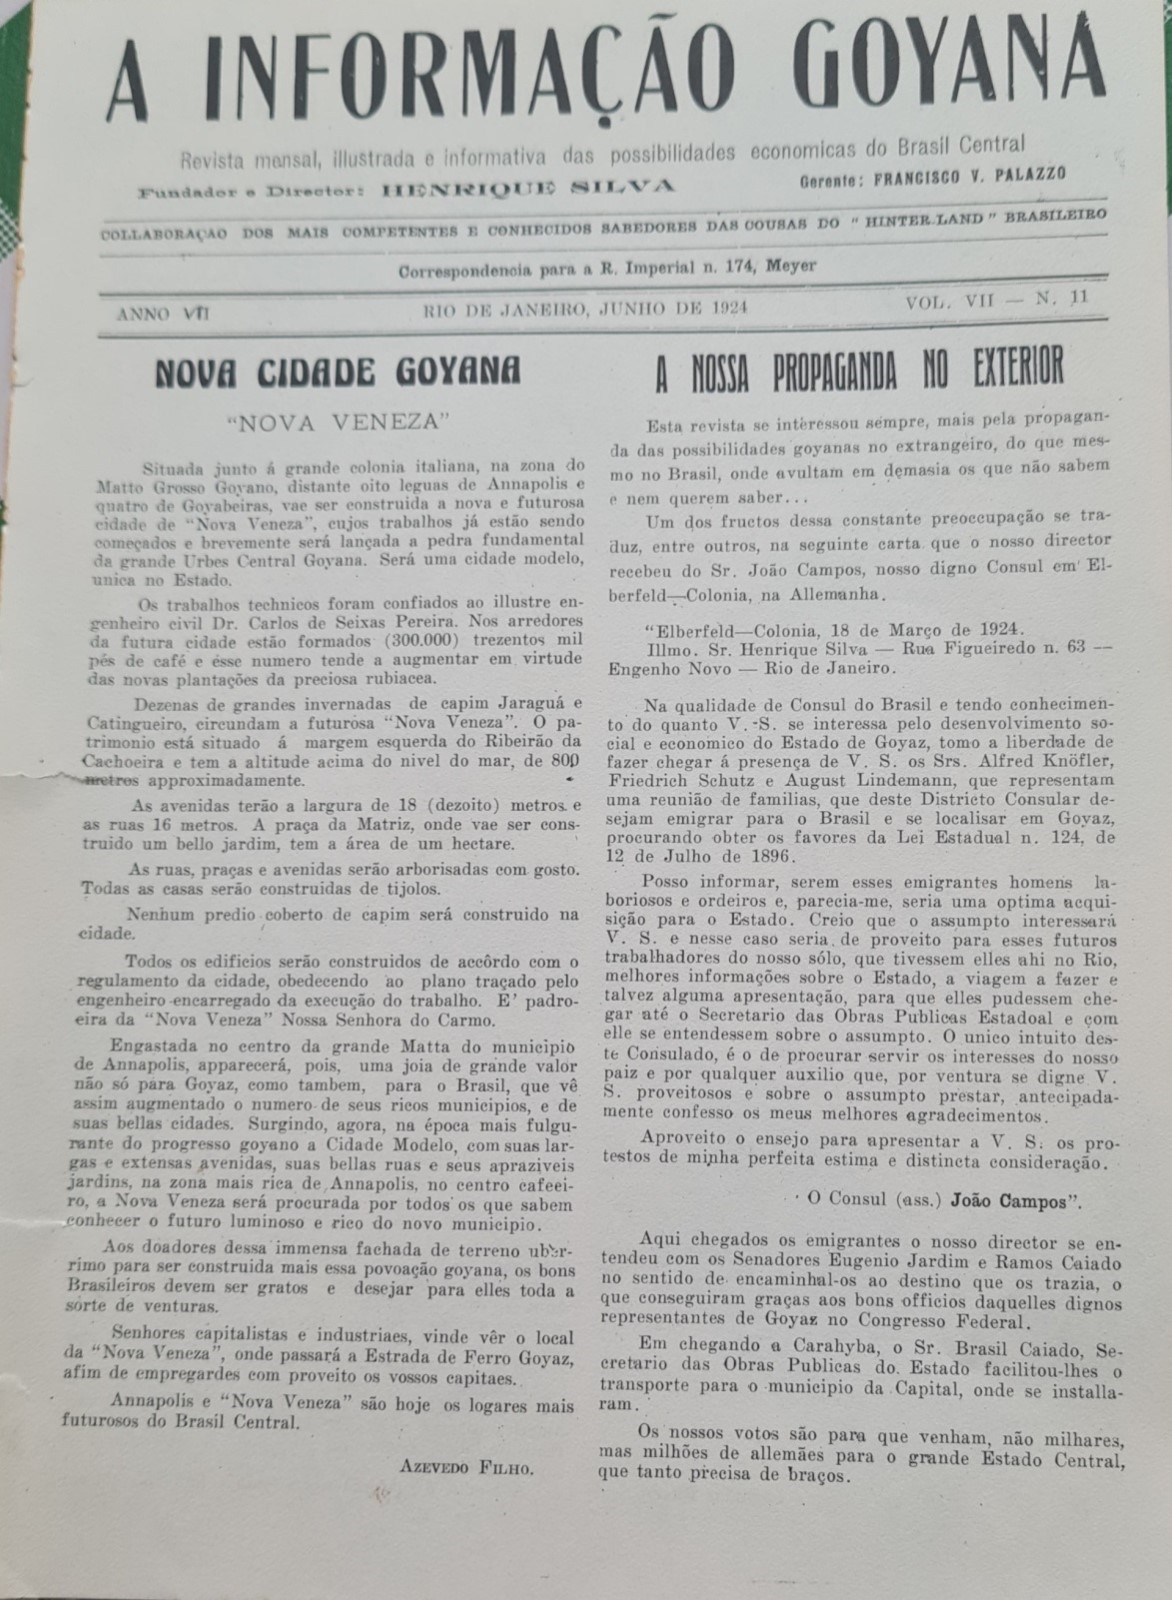 A INFORMAÇÃO GOYANA
Revista mensal, illustrada e informativa das possibilidades economicas do Brasil Central
Fundador e Director: HENRIQUE SILVA
Gerente: FRANCISCO V. PALAZZO
COLLABORAÇAO DOS MAIS COMPETENTES E CONHECIDOS SABEDORES DAS COUSAS DO " HINTER-LAND " BRASILEIRO
Correspondencia para a R. Imperial n. 174, Meyer
ANNO VII RIO DE JANEIRO, JUNHO DE 1924 VOL. VII — N. 11
NOVA CIDADE GOYANA
"NOVA VENEZA"
Situada junto á grande colonia italiana, na zona do
Matto Grosso Goyano, distante oito leguas de Annapolis e
quatro de Goyabeiras, vae ser construida a nova e futurosa
cidade de "Nova Veneza", cujos trabalhos já estão sendo
começados e brevemente será lançada a pedra fundamental
da grande Urbes Central Goyana. Será uma cidade modelo,
unica no Estado.
Os trabalhos technicos foram confiados ao illustre en-
genheiro civil Dr. Carlos de Seixas Pereira. Nos arredores
da futura cidade estão formados (300.000) trezentos mil
pés de café e esse numero tende a augmentar em virtude
das novas plantações da preciosa rubiacea.
Dezenas de grandes invernadas de capim Jaraguá e
Catingueiro, circundam a futurosa "Nova Veneza". O pa-
trimonio está situado á margem esquerda do Ribeirão da
Cachoeira e tem a altitude acima do nivel do mar, de 800
metros approximadamente.
As avenidas terão a largura de 18 (dezoito) metros e
as ruas 16 metros. A praça da Matriz, onde vae ser cons-
truido um bello jardim, tem a área de um hectare.
As ruas, praças e avenidas serão arborisadas com gosto.
Todas as casas serão construidas de tijolos.
Nenhum predio coberto de capim será construido na
cidade.
Todos os edificios serão construidos de accôrdo com o
regulamento da cidade, obedecendo ao plano traçado pelo
engenheiro encarregado da execução do trabalho. E' padro-
eira da "Nova Veneza" Nossa Senhora do Carmo.
Engastada no centro da grande Matta do municipio
de Annapolis, apparecerá, pois, uma joia de grande valor
não só para Goyaz, como tambem, para o Brasil, que vê
assim augmentado o numero de seus ricos municipios, e de
suas bellas cidades. Surgindo, agora, na época mais fulgu-
rante do progresso goyano a Cidade Modelo, com suas lar-
gas e extensas avenidas, suas bellas ruas e seus apraziveis
jardins, na zona mais rica de Annapolis, no centro cafeei-
ro, a Nova Veneza será procurada por todos os que sabem
conhecer o futuro luminoso e rico do novo municipio.
Aos doadores dessa immensa fachada de terreno uber-
rimo para ser construida mais essa povoação goyana, os bons
Brasileiros devem ser gratos e desejar para elles toda a
sorte de venturas.
Senhores capitalistas e industriaes, vinde vêr o local
da "Nova Veneza", onde passará a Estrada de Ferro Goyaz,
afim de empregardes com proveito os vossos capitaes.
Annapolis e "Nova Veneza" são hoje os logares mais
futurosos do Brasil Central.
AZEVEDO FILHO.
A NOSSA PROPAGANDA NO EXTERIOR
Esta revista se interessou sempre, mais pela propagan-
da das possibilidades goyanas no extrangeiro, do que mes-
mo no Brasil, onde avultam em demasia os que não sabem
e nem querem saber...
Um dos fructos dessa constante preoccupação se tra-
duz, entre outros, na seguinte carta que o nosso director
recebeu do Sr. João Campos, nosso digno Consul em El-
berfeld—Colonia, na Allemanha.
"Elberfeld—Colonia, 18 de Março de 1924.
Illmo. Sr. Henrique Silva — Rua Figueiredo n. 63 —
Engenho Novo — Rio de Janeiro.
Na qualidade de Consul do Brasil e tendo conhecimen-
to do quanto V. S. se interessa pelo desenvolvimento so-
cial e economico do Estado de Goyaz, tomo a liberdade de
fazer chegar á presença de V. S. os Srs. Alfred Knöfler,
Friedrich Schutz e August Lindemann, que representam
uma reunião de familias, que deste Districto Consular de-
sejam emigrar para o Brasil e se localisar em Goyaz,
procurando obter os favores da Lei Estadual n. 124, de
12 de Julho de 1896.
Posso informar, serem esses emigrantes homens la-
boriosos e ordeiros e, parecia-me, seria uma optima acqui-
sição para o Estado. Creio que o assumpto interessará
V. S. e nesse caso seria de proveito para esses futuros
trabalhadores do nosso sólo, que tivessem elles ahi no Rio,
melhores informações sobre o Estado, a viagem a fazer e
talvez alguma apresentação, para que elles pudessem che-
gar até o Secretario das Obras Publicas Estadoal e com
elle se entendessem sobre o assumpto. O unico intuito des-
te Consulado, é o de procurar servir os interesses do nosso
paiz e por qualquer auxilio que, por ventura se digne V.
S. proveitosos e sobre o assumpto prestar, antecipada-
mente confesso os meus melhores agradecimentos.
Aproveito o ensejo para apresentar a V. S. os pro-
testos de minha perfeita estima e distincta consideração.
O Consul (ass.) João Campos".
Aqui chegados os emigrantes o nosso director se en-
tendeu com os Senadores Eugenio Jardim e Ramos Caiado
no sentido de encaminhal-os ao destino que os trazia, o
que conseguiram graças aos bons officios daquelles dignos
representantes de Goyaz no Congresso Federal.
Em chegando a Carahyba, o Sr. Brasil Caiado, Se-
cretario das Obras Publicas do Estado facilitou-lhes o
transporte para o municipio da Capital, onde se installa-
ram.
Os nossos votos são para que venham, não milhares,
mas milhões de allemães para o grande Estado Central,
que tanto precisa de braços.